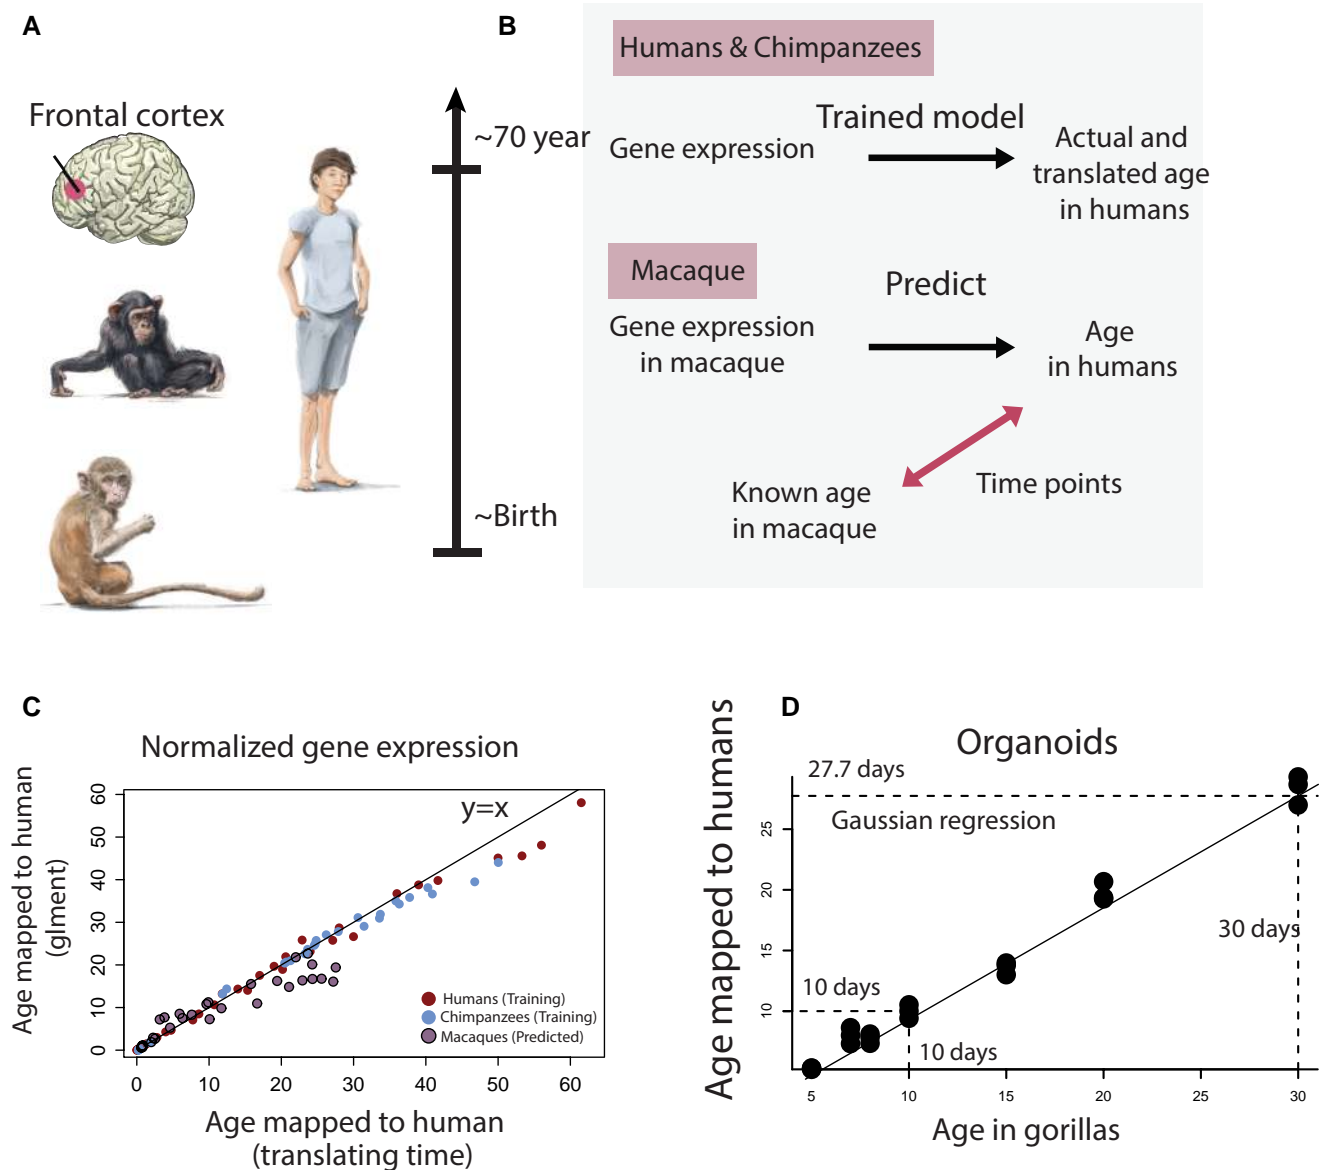 A
Frontal cortex
~70 year
~Birth
B
Humans & Chimpanzees
Trained model
Gene expression
Actual and
translated age
in humans
Macaque
Predict
Gene expression
in macaque
Age
in humans
Known age
in macaque
Time points
C
Normalized gene expression
y=x
Age mapped to human
(glment)
60
50
40
30
20
10
0
Humans (Training)
Chimpanzees (Training)
Macaques (Predicted)
0 10 20 30 40 50 60
Age mapped to human
(translating time)
D
Organoids
Age mapped to humans
27.7 days
Gaussian regression
25
20
15
10
30 days
10 days
10 days
5 10 15 20 25 30
Age in gorillas